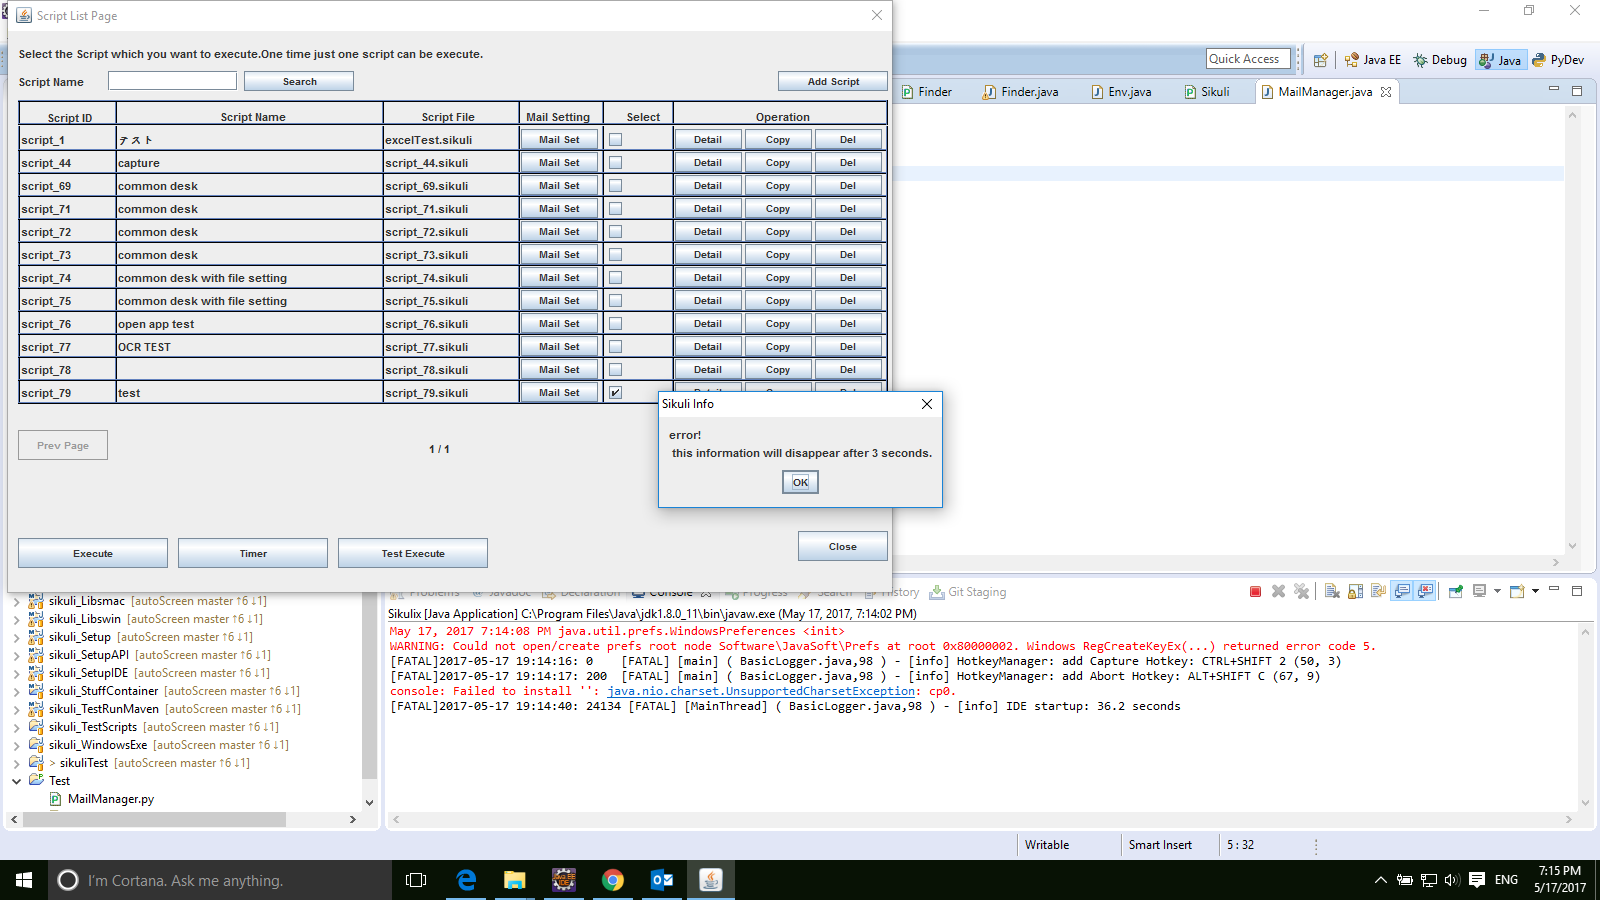 Script List Page
Select the Script which you want to execute.One time just one script can be execute.
Script Name Search Add Script
Script ID Script Name Script File Mail Setting Select Operation
script_1 テスト excelTest.sikuli Mail Set Detail Copy Del
script_44 capture script_44.sikuli Mail Set Detail Copy Del
script_69 common desk script_69.sikuli Mail Set Detail Copy Del
script_71 common desk script_71.sikuli Mail Set Detail Copy Del
script_72 common desk script_72.sikuli Mail Set Detail Copy Del
script_73 common desk script_73.sikuli Mail Set Detail Copy Del
script_74 common desk with file setting script_74.sikuli Mail Set Detail Copy Del
script_75 common desk with file setting script_75.sikuli Mail Set Detail Copy Del
script_76 open app test script_76.sikuli Mail Set Detail Copy Del
script_77 OCR TEST script_77.sikuli Mail Set Detail Copy Del
script_78 script_78.sikuli Mail Set Detail Copy Del
script_79 test script_79.sikuli Mail Set
Prev Page
1 / 1
Execute Timer Test Execute Close
Sikuli Info
error!
this information will disappear after 3 seconds.
OK
Quick Access Java EE Debug Java PyDev
Finder Finder.java Env.java Sikuli MailManager.java
Git Staging
Sikulix [Java Application] C:\Program Files\Java\jdk1.8.0_11\bin\javaw.exe (May 17, 2017, 7:14:02 PM)
May 17, 2017 7:14:08 PM java.util.prefs.WindowsPreferences <init>
WARNING: Could not open/create prefs root node Software\JavaSoft\Prefs at root 0x80000002. Windows RegCreateKeyEx(...) returned error code 5.
[FATAL]2017-05-17 19:14:16: 0 [FATAL] [main] ( BasicLogger.java,98 ) - [info] HotkeyManager: add Capture Hotkey: CTRL+SHIFT 2 (50, 3)
[FATAL]2017-05-17 19:14:17: 200 [FATAL] [main] ( BasicLogger.java,98 ) - [info] HotkeyManager: add Abort Hotkey: ALT+SHIFT C (67, 9)
console: Failed to install '': java.nio.charset.UnsupportedCharsetException: cp0.
[FATAL]2017-05-17 19:14:40: 24134 [FATAL] [MainThread] ( BasicLogger.java,98 ) - [info] IDE startup: 36.2 seconds
sikuli_Libsmac [autoScreen master ↑6 ↓1]
sikuli_Libswin [autoScreen master ↑6 ↓1]
sikuli_Setup [autoScreen master ↑6 ↓1]
sikuli_SetupAPI [autoScreen master ↑6 ↓1]
sikuli_SetupIDE [autoScreen master ↑6 ↓1]
sikuli_StuffContainer [autoScreen master ↑6 ↓1]
sikuli_TestRunMaven [autoScreen master ↑6 ↓1]
sikuli_TestScripts [autoScreen master ↑6 ↓1]
sikuli_WindowsExe [autoScreen master ↑6 ↓1]
> sikuliTest [autoScreen master ↑6 ↓1]
Test
MailManager.py
Writable Smart Insert 5 : 32
I'm Cortana. Ask me anything.
ENG
7:15 PM
5/17/2017